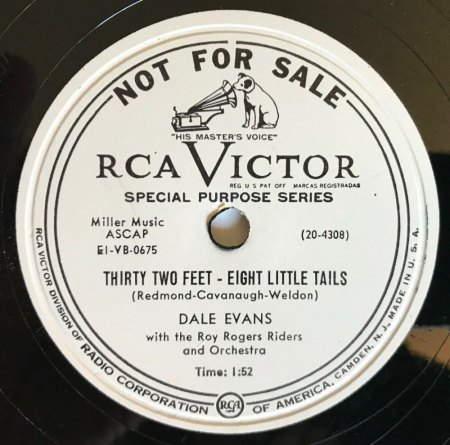 NOT FOR SALE
"HIS MASTER'S VOICE"
RCA VICTOR
REG U S PAT OFF MARCAS REGISTRADAS
SPECIAL PURPOSE SERIES
Miller Music
ASCAP
E1-VB-0675
(20-4308)
THIRTY TWO FEET - EIGHT LITTLE TAILS
(Redmond-Cavanaugh-Weldon)
DALE EVANS
with the Roy Rogers Riders
and Orchestra
Time: 1:52
RCA VICTOR DIVISION OF RADIO CORPORATION OF AMERICA, CAMDEN, N. J. MADE IN U. S. A.
RCA